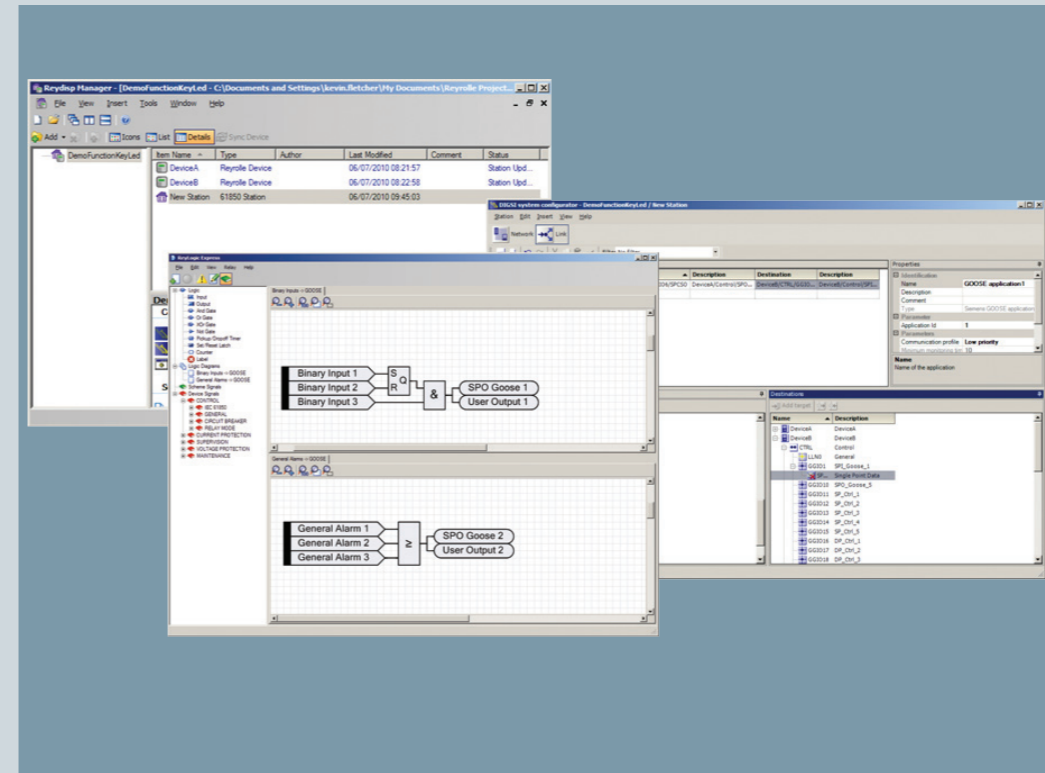 Reydisp Manager - [DemoFunctionKeyLed - C:\Documents and Settings\kevin.fletcher\My Documents\Reyrolle Project...
File View Insert Tools Window Help
Add Icons List Details Sync Device
DemoFunctionKeyLed
Item Name Type Author Last Modified Comment Status
DeviceA Reyrolle Device 06/07/2010 08:21:57 Station Upd...
DeviceB Reyrolle Device 06/07/2010 08:22:58 Station Upd...
New Station 61850 Station 06/07/2010 09:45:03
DIGSI system configurator - DemoFunctionKeyLed / New Station
Station Edit Insert View Help
Network Link
Description Destination Description
DeviceA/Control/SPO... DeviceB/CTRL/GGIO... DeviceB/Control/SPI...
Properties
Identification
Name GOOSE application1
Description
Comment
Type Siemens GOOSE application
Parameter
Application Id 1
Parameters
Communication profile Low priority
Minimum monitoring tim 10
Name
Name of the application
Destinations
Add target
Name Description
DeviceA DeviceA
DeviceB DeviceB
CTRL Control
LLN0 General
GGIO1 SPI_Goose_1
SP... Single Point Data
GGIO10 SPO_Goose_5
GGIO11 SP_Ctrl_1
GGIO12 SP_Ctrl_2
GGIO13 SP_Ctrl_3
GGIO14 SP_Ctrl_4
GGIO15 SP_Ctrl_5
GGIO16 DP_Ctrl_1
GGIO17 DP_Ctrl_2
GGIO18 DP_Ctrl_3
ReyLogic Express
File Edit View Relay Help
Logic
Input
Output
And Gate
Or Gate
XOr Gate
Not Gate
Pickup Dropoff Timer
Set Reset Latch
Counter
Label
Logic Diagrams
Binary Inputs -> GOOSE
General Alarms -> GOOSE
Scheme Signals
Device Signals
CONTROL
IEC 61850
GENERAL
CIRCUIT BREAKER
RELAY MODE
CURRENT PROTECTION
SUPERVISION
VOLTAGE PROTECTION
MAINTENANCE
Binary Inputs -> GOOSE
Binary Input 1
Binary Input 2
Binary Input 3
S
Q
R
&
SPO Goose 1
User Output 1
General Alarms -> GOOSE
General Alarm 1
General Alarm 2
General Alarm 3
≥
SPO Goose 2
User Output 2